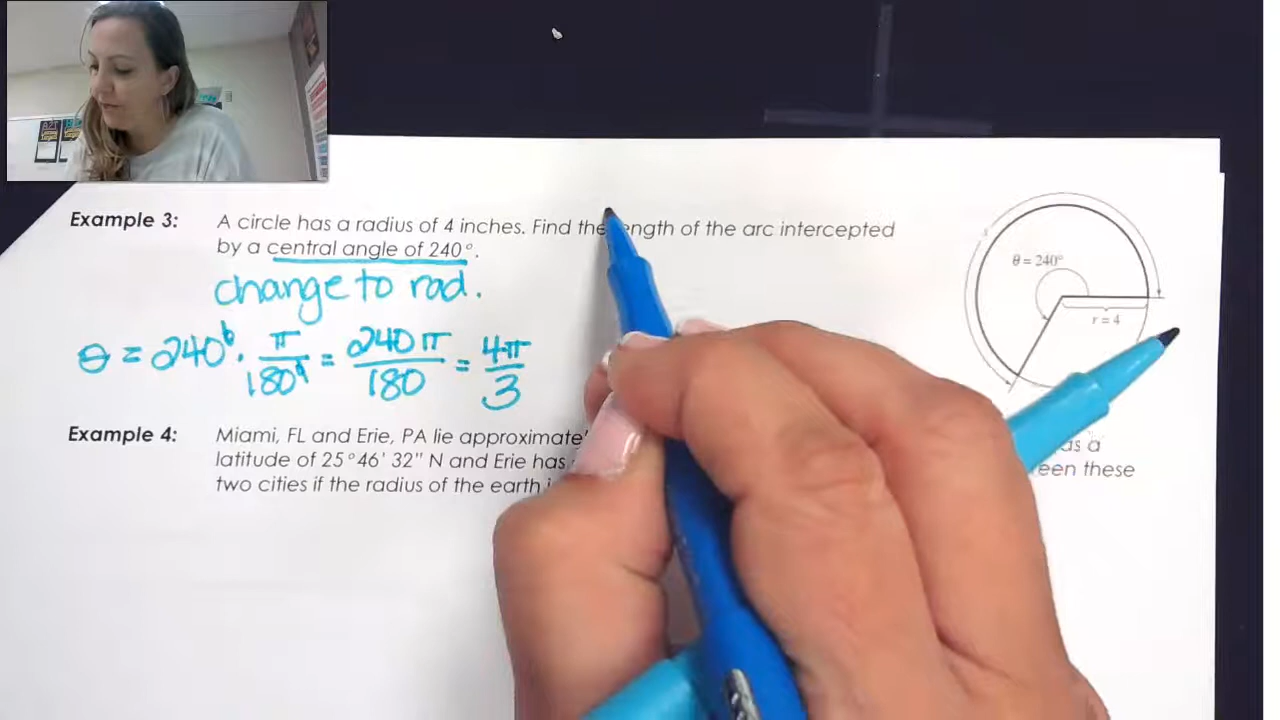 Example 3: A circle has a radius of 4 inches. Find the length of the arc intercepted
by a central angle of 240°.
change to rad.
θ = 240° · π/180° = 240π/180 = 4π/3
θ = 240°
r = 4
Example 4: Miami, FL and Erie, PA lie
as a
latitude of 25°46' 32" N and Erie has
these
two cities if the radius of the earth